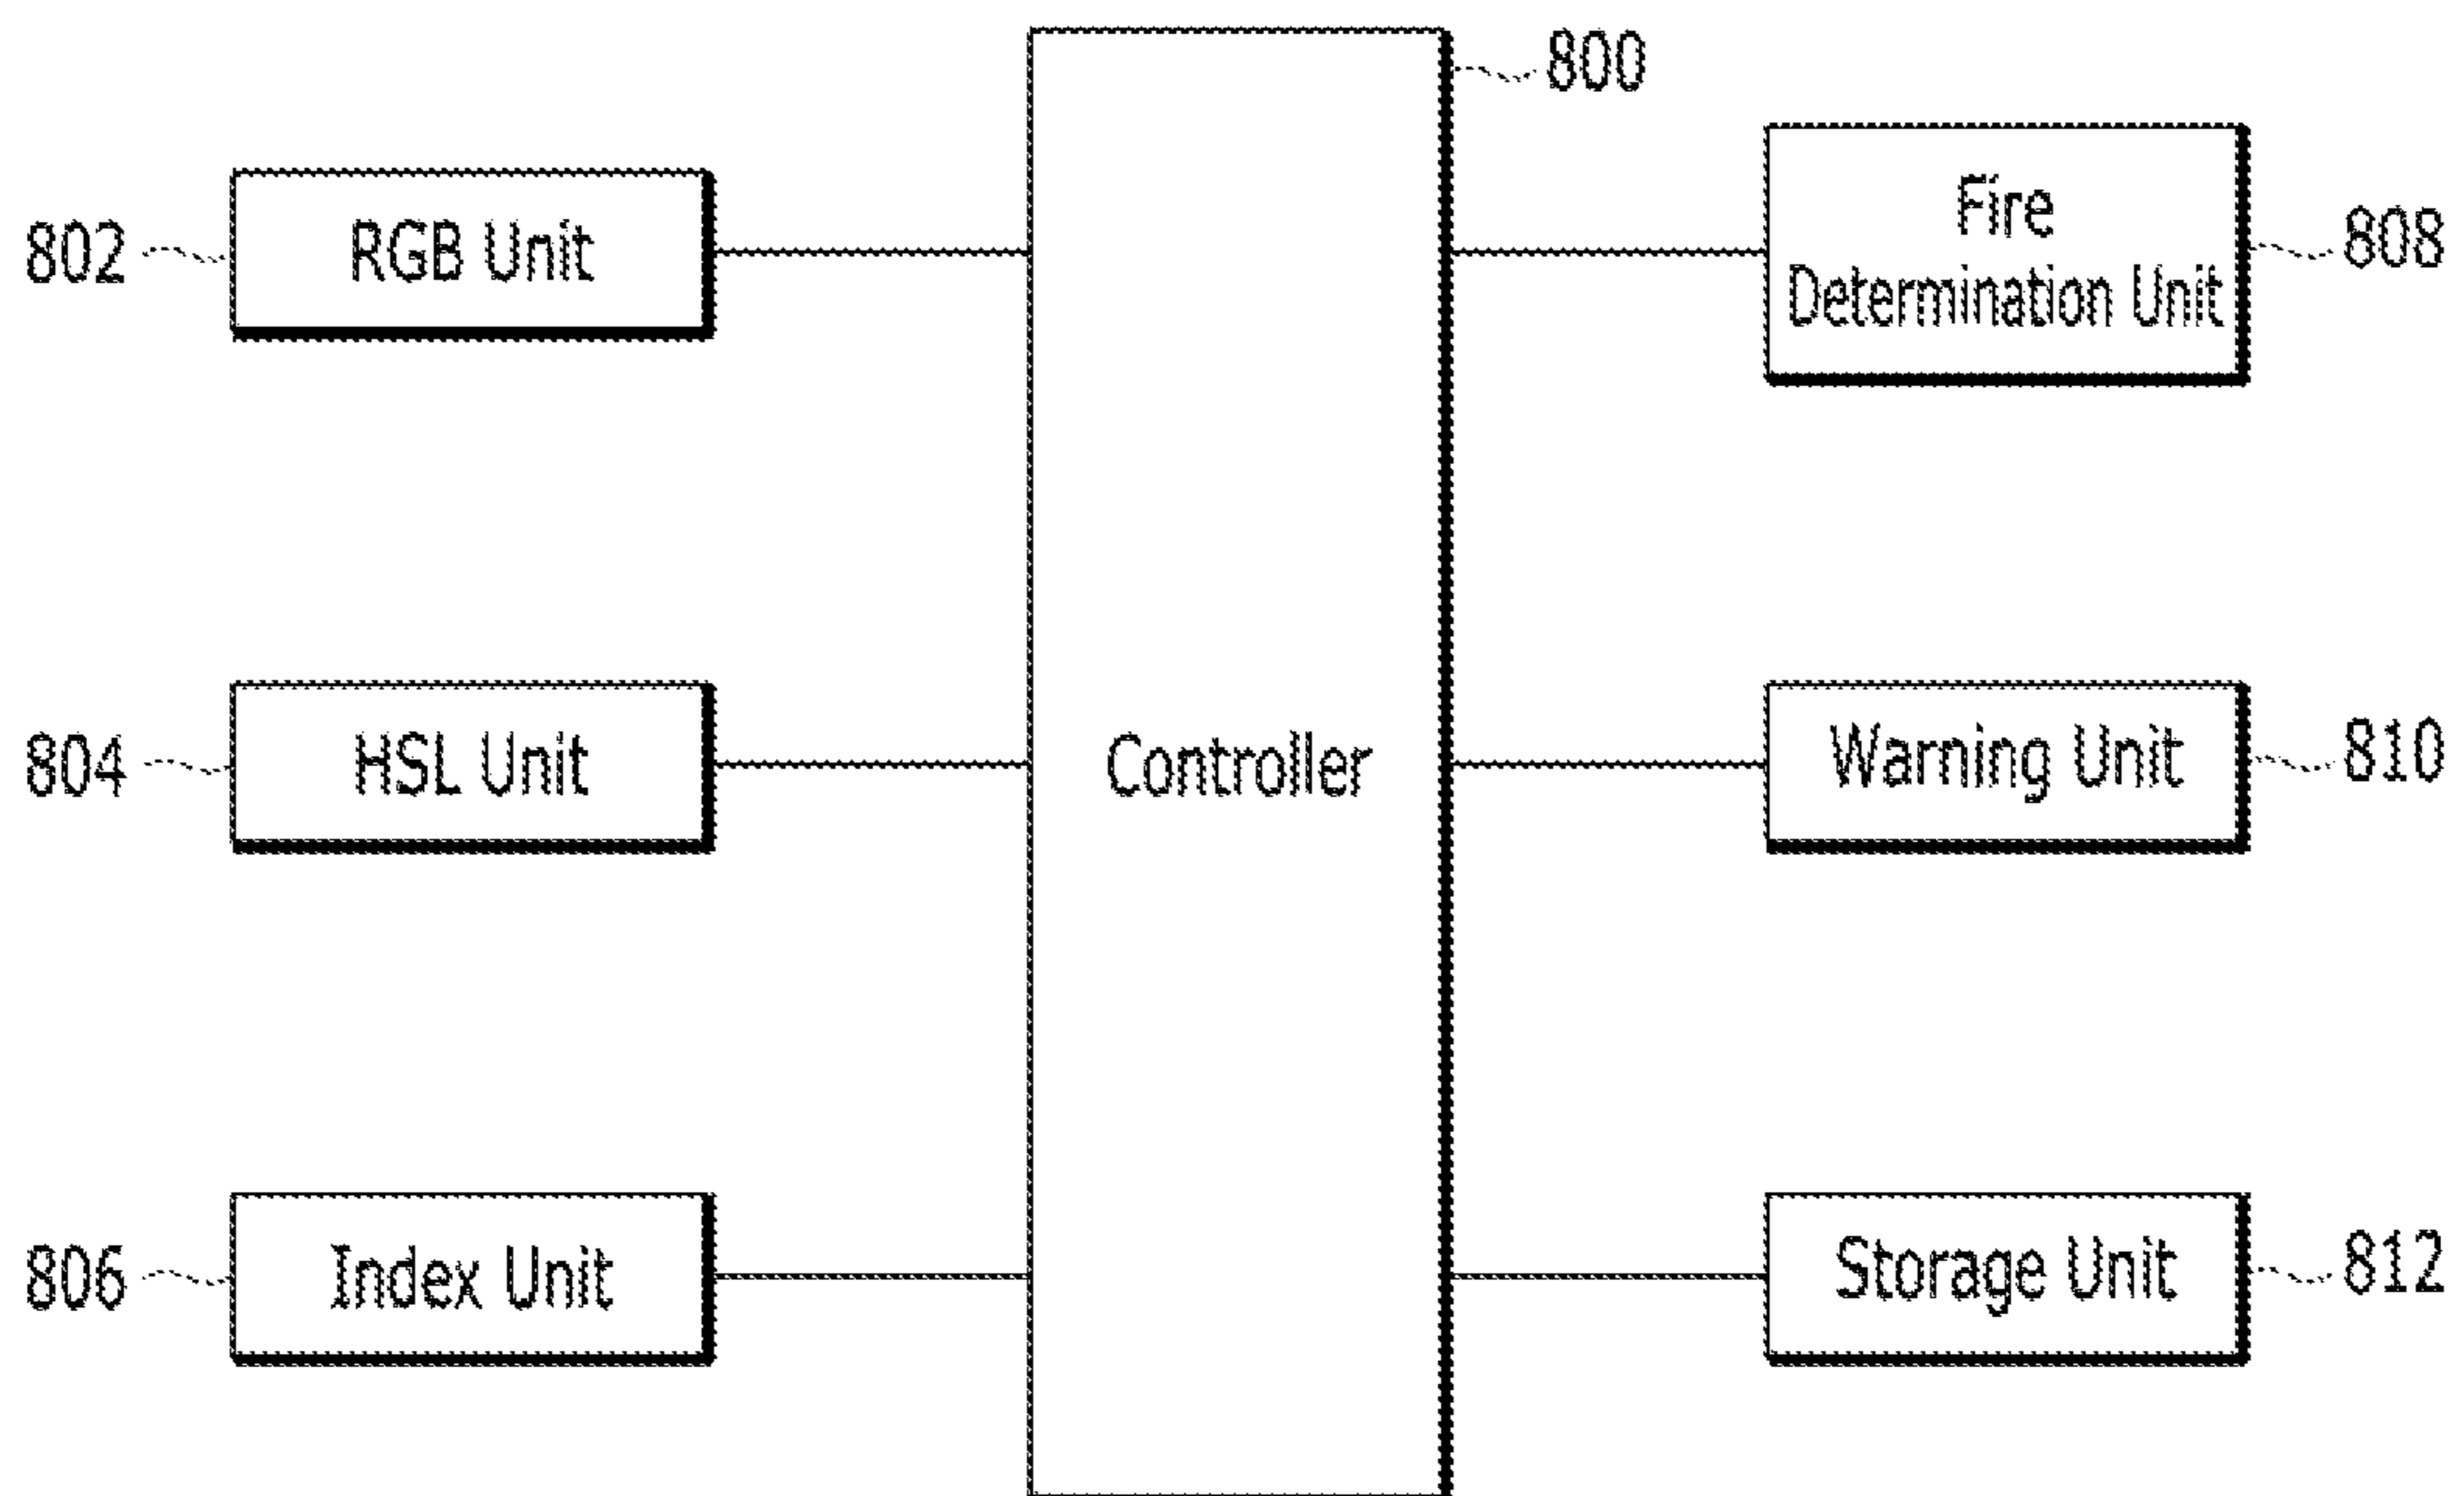 800
802
RGB Unit
Fire
Determination Unit
808
804
HSL Unit
Controller
Warning Unit
810
806
Index Unit
Storage Unit
812